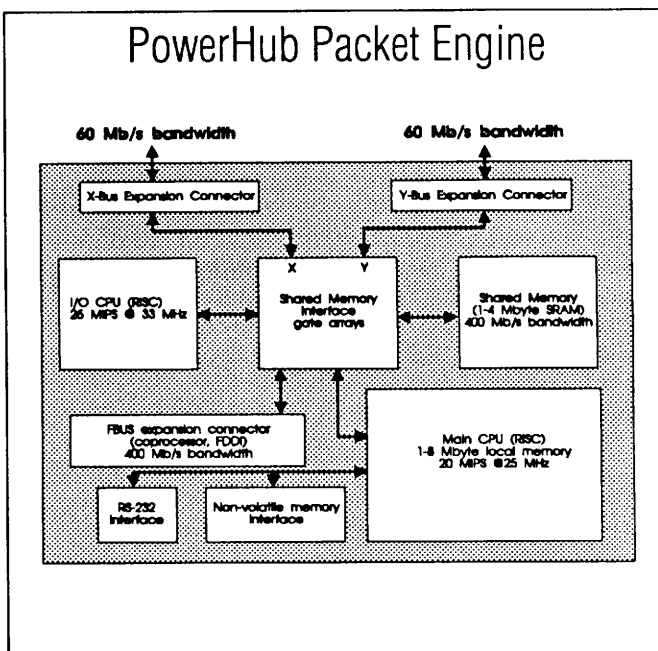 PowerHub Packet Engine
60 Mb/s bandwidth
60 Mb/s bandwidth
X-Bus Expansion Connector
Y-Bus Expansion Connector
X
Y
I/O CPU (RISC)
25 MIPS @ 33 MHz
Shared Memory
Interface
gate arrays
Shared Memory
(1-4 Mbyte SRAM)
400 Mb/s bandwidth
FBUS expansion connector
(coprocessor, FDDI)
400 Mb/s bandwidth
Main CPU (RISC)
1-8 Mbyte local memory
20 MIPS @25 MHz
RS-232
Interface
Non-volatile memory
Interface